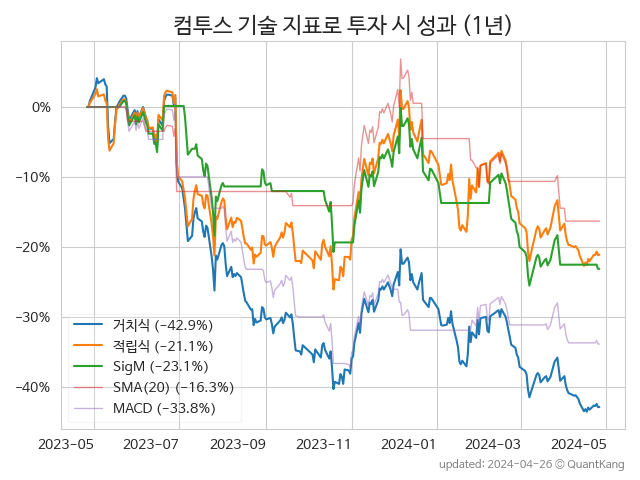 컴투스 기술 지표로 투자 시 성과 (1년)
0%
−10%
−20%
−30%
−40%
거치식 (−42.9%)
적립식 (−21.1%)
SigM (−23.1%)
SMA(20) (−16.3%)
MACD (−33.8%)
2023-05 2023-07 2023-09 2023-11 2024-01 2024-03 2024-05
updated: 2024-04-26 © QuantKang